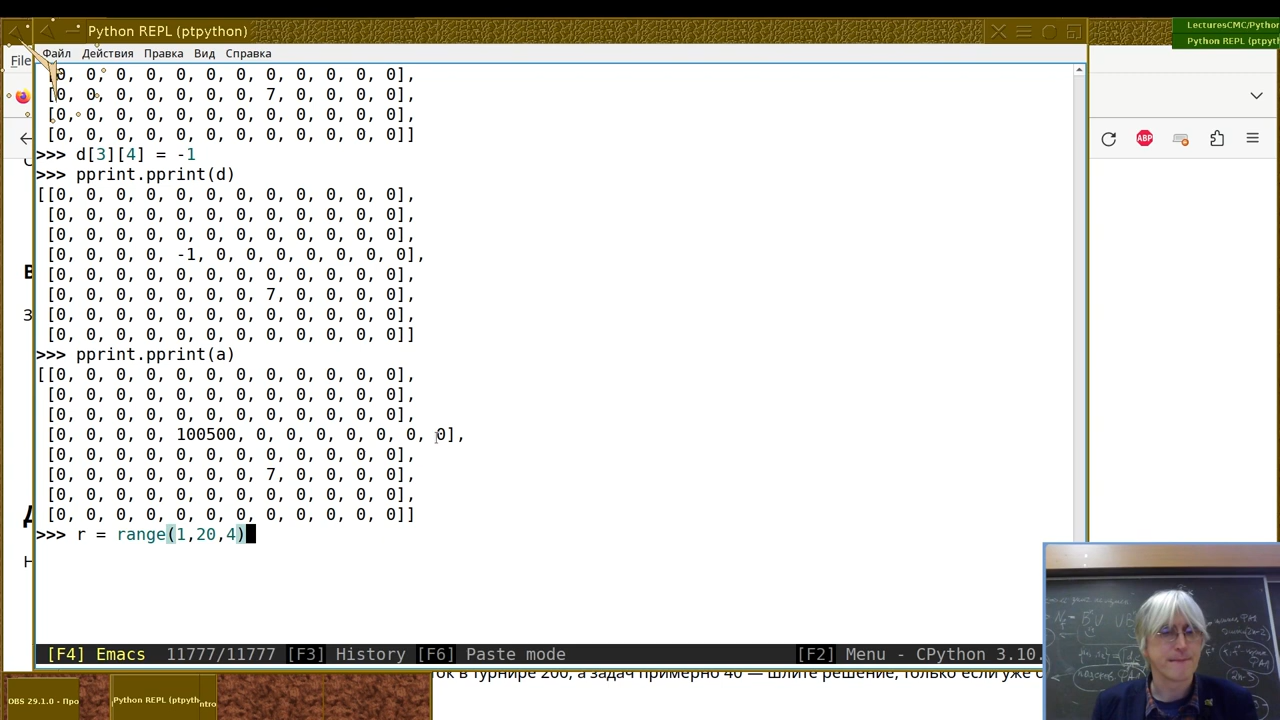 Python REPL (ptpython)
LecturesCMC/Python
Python REPL (ptpyth
File
Файл Действия Правка Вид Справка
[0, 0, 0, 0, 0, 0, 0, 0, 0, 0, 0, 0],
[0, 0, 0, 0, 0, 0, 0, 7, 0, 0, 0, 0],
[0, 0, 0, 0, 0, 0, 0, 0, 0, 0, 0, 0],
[0, 0, 0, 0, 0, 0, 0, 0, 0, 0, 0, 0]]
>>> d[3][4] = -1
>>> pprint.pprint(d)
[[0, 0, 0, 0, 0, 0, 0, 0, 0, 0, 0, 0],
[0, 0, 0, 0, 0, 0, 0, 0, 0, 0, 0, 0],
[0, 0, 0, 0, 0, 0, 0, 0, 0, 0, 0, 0],
[0, 0, 0, 0, -1, 0, 0, 0, 0, 0, 0, 0],
[0, 0, 0, 0, 0, 0, 0, 0, 0, 0, 0, 0],
[0, 0, 0, 0, 0, 0, 0, 7, 0, 0, 0, 0],
[0, 0, 0, 0, 0, 0, 0, 0, 0, 0, 0, 0],
[0, 0, 0, 0, 0, 0, 0, 0, 0, 0, 0, 0]]
>>> pprint.pprint(a)
[[0, 0, 0, 0, 0, 0, 0, 0, 0, 0, 0, 0],
[0, 0, 0, 0, 0, 0, 0, 0, 0, 0, 0, 0],
[0, 0, 0, 0, 0, 0, 0, 0, 0, 0, 0, 0],
[0, 0, 0, 0, 100500, 0, 0, 0, 0, 0, 0, 0],
[0, 0, 0, 0, 0, 0, 0, 0, 0, 0, 0, 0],
[0, 0, 0, 0, 0, 0, 0, 7, 0, 0, 0, 0],
[0, 0, 0, 0, 0, 0, 0, 0, 0, 0, 0, 0],
[0, 0, 0, 0, 0, 0, 0, 0, 0, 0, 0, 0]]
>>> r = range(1,20,4)
[F4] Emacs 11777/11777 [F3] History [F6] Paste mode [F2] Menu - CPython 3.10.
ABP
ок в турнире 200, а задач примерно 40 — шлите решение, только если уже
DBS 29.1.0 - Про
Python REPL (ptpyth